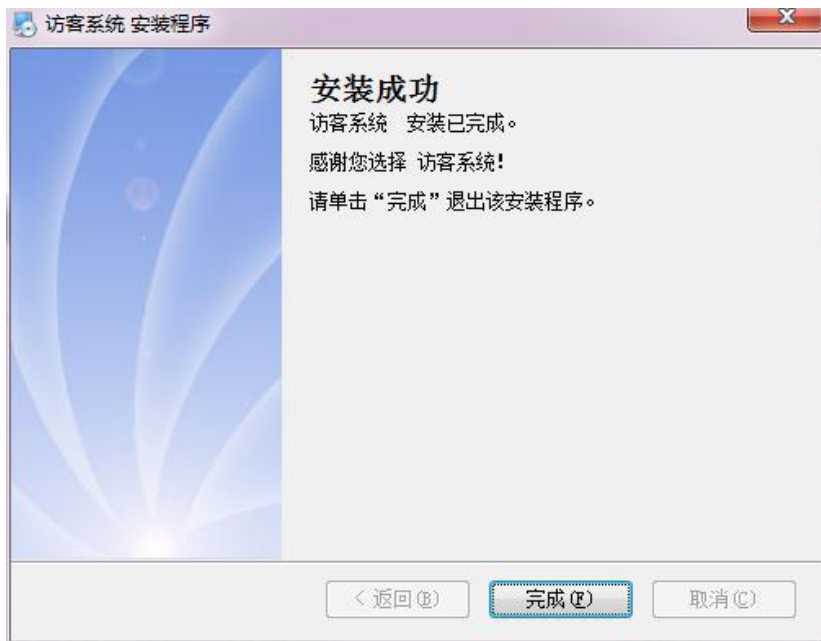 访客系统 安装程序
安装成功
访客系统 安装已完成。
感谢您选择 访客系统!
请单击“完成”退出该安装程序。
< 返回(B)
完成(F)
取消(C)